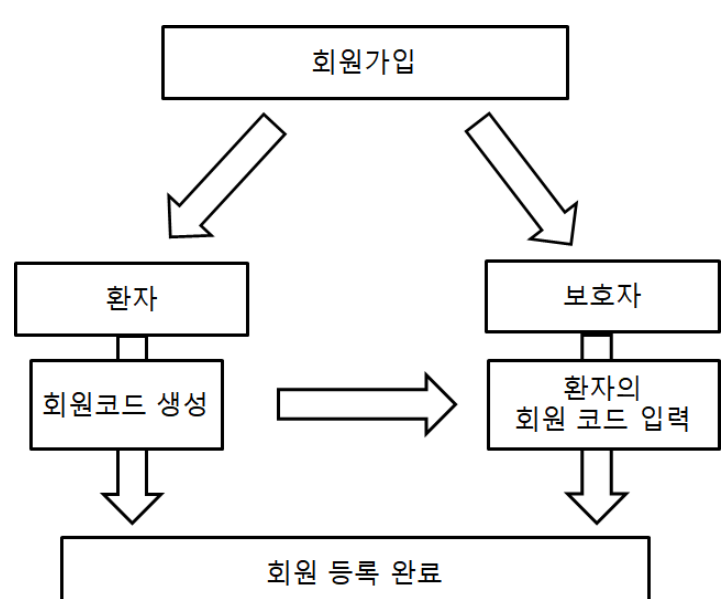 회원가입
환자
보호자
회원코드 생성
환자의
회원 코드 입력
회원 등록 완료